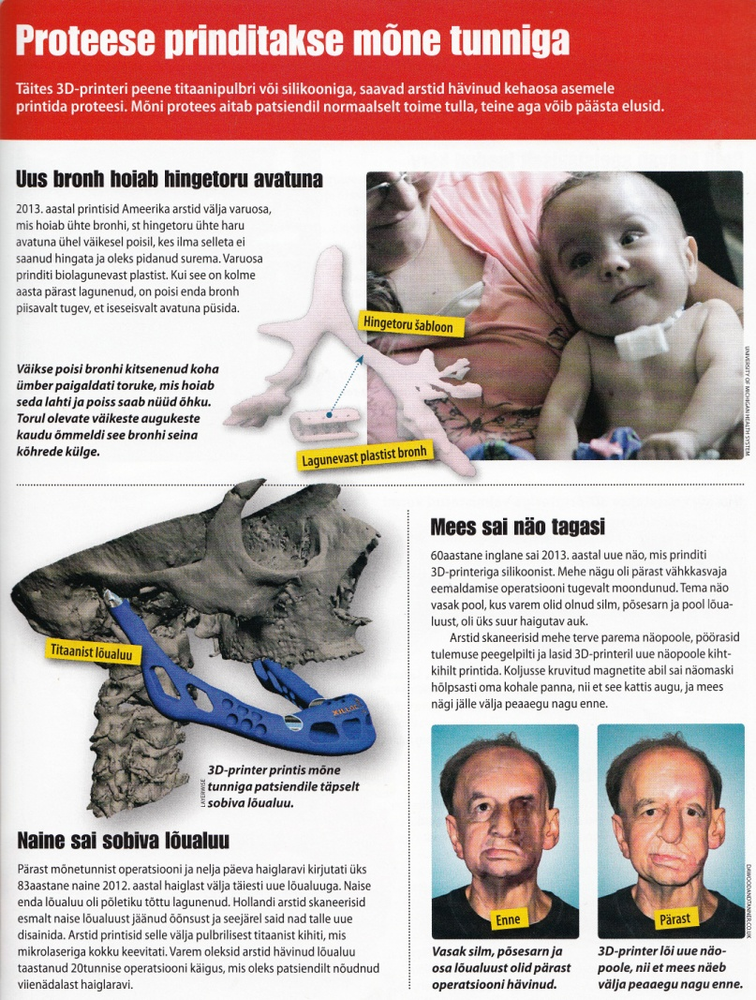 Proteese prinditakse mõne tunniga
Täites 3D-printeri peene titaanipulbri või silikooniga, saavad arstid hävinud kehaosa asemele
printida proteesi. Mõni protees aitab patsiendil normaalselt toime tulla, teine aga võib päästa elusid.
Uus bronh hoiab hingetoru avatuna
2013. aastal printisid Ameerika arstid välja varuosa,
mis hoiab ühte bronhi, st hingetoru ühte haru
avatuna ühel väikesel poisil, kes ilma selleta ei
saanud hingata ja oleks pidanud surema. Varuosa
prinditi biolagunevast plastist. Kui see on kolme
aasta pärast lagunenud, on poisi enda bronh
piisavalt tugev, et iseseisvalt avatuna püsida.
Väikse poisi bronhi kitsenenud koha
ümber paigaldati toruke, mis hoiab
seda lahti ja poiss saab nüüd õhku.
Torul olevate väikeste augukeste
kaudu õmmeldi see bronhi seina
kõhrede külge.
Hingetoru šabloon
Lagunevast plastist bronh
UNIVERSITY OF MICHIGAN HEALTH SYSTEM
Titaanist lõualuu
3D-printer printis mõne
tunniga patsiendile täpselt
sobiva lõualuu.
LAYERWISE
Naine sai sobiva lõualuu
Pärast mõnetunnist operatsiooni ja nelja päeva haiglaravi kirjutati üks
83aastane naine 2012. aastal haiglast välja täiesti uue lõualuuga. Naise
enda lõualuu oli põletiku tõttu lagunenud. Hollandi arstid skaneerisid
esmalt naise lõualuust jäänud õõnsust ja seejärel said nad talle uue
disainida. Arstid printisid selle välja pulbrilisest titaanist kihiti, mis
mikrolaseriga kokku keevitati. Varem oleksid arstid hävinud lõualuu
taastanud 20tunnise operatsiooni käigus, mis oleks patsiendilt nõudnud
viienädalast haiglaravi.
Mees sai näo tagasi
60aastane inglane sai 2013. aastal uue näo, mis prinditi
3D-printeriga silikoonist. Mehe nägu oli pärast vähkkasvaja
eemaldamise operatsiooni tugevalt moondunud. Tema näo
vasak pool, kus varem olid olnud silm, põsesarn ja pool lõua-
luust, oli üks suur haigutav auk.
Arstid skaneerisid mehe terve parema näopoole, pöörasid
tulemuse peegelpilti ja lasid 3D-printeril uue näopoole kiht-
kihilt printida. Koljusse kruvitud magnetite abil sai näomaski
hõlpsasti oma kohale panna, nii et see kattis augu, ja mees
nägi jälle välja peaaegu nagu enne.
Enne
Pärast
DAWOODANDTANNER.CO.UK
Vasak silm, põsesarn ja
osa lõualuust olid pärast
operatsiooni hävinud.
3D-printer lõi uue näo-
poole, nii et mees näeb
välja peaaegu nagu enne.